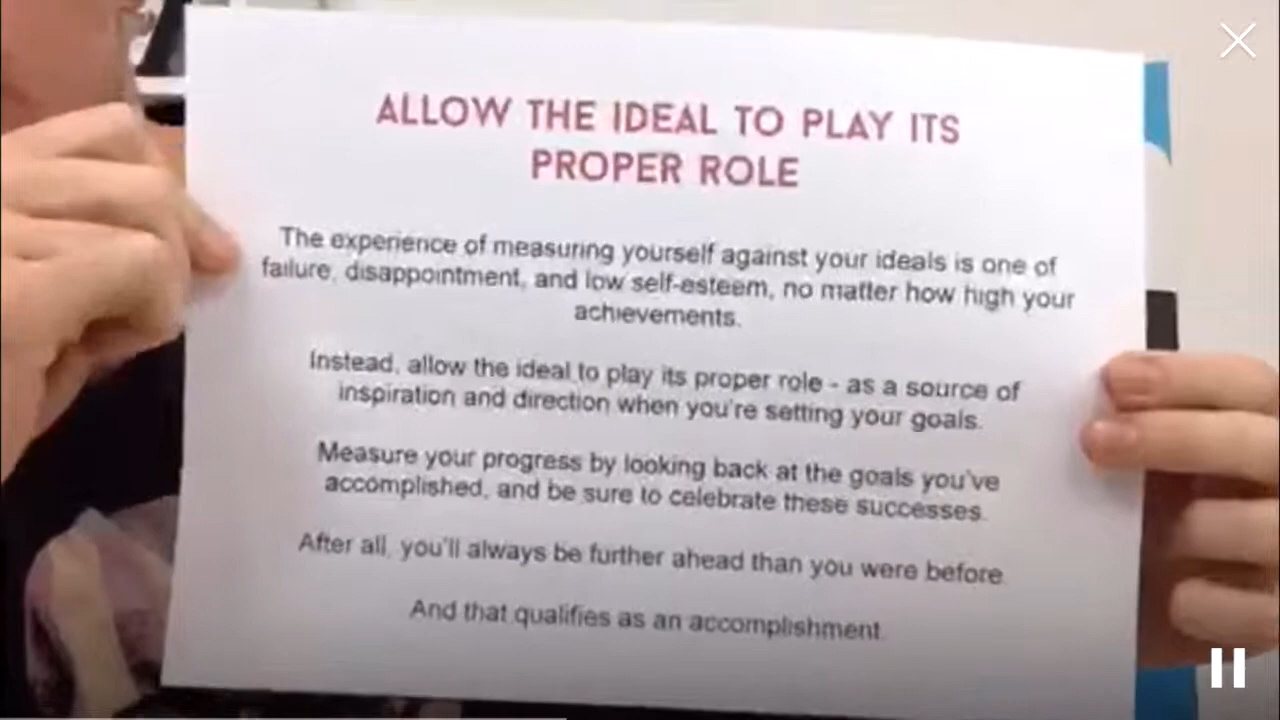 ALLOW THE IDEAL TO PLAY ITS
PROPER ROLE
The experience of measuring yourself against your ideals is one of
failure, disappointment, and low self-esteem, no matter how high your
achievements.
Instead, allow the ideal to play its proper role - as a source of
inspiration and direction when you're setting your goals.
Measure your progress by looking back at the goals you've
accomplished, and be sure to celebrate these successes.
After all, you'll always be further ahead than you were before.
And that qualifies as an accomplishment.